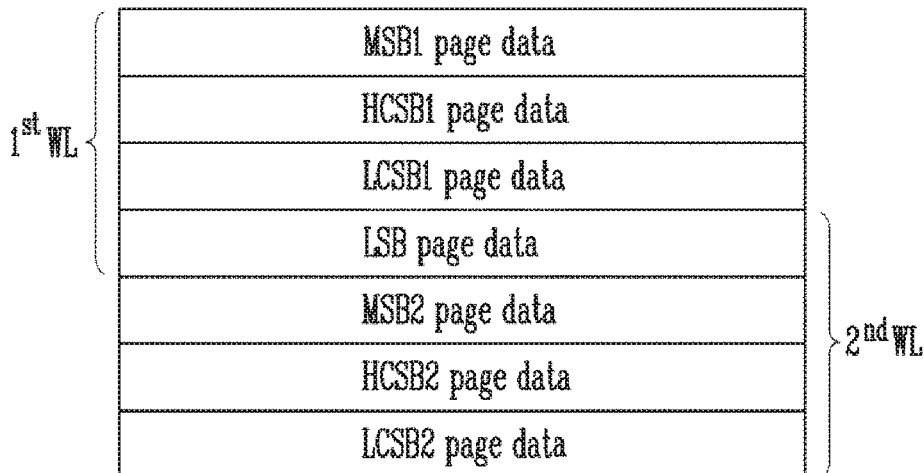 MSB1 page data
HCSB1 page data
1st WL
LCSB1 page data
LSB page data
MSB2 page data
2nd WL
HCSB2 page data
LCSB2 page data